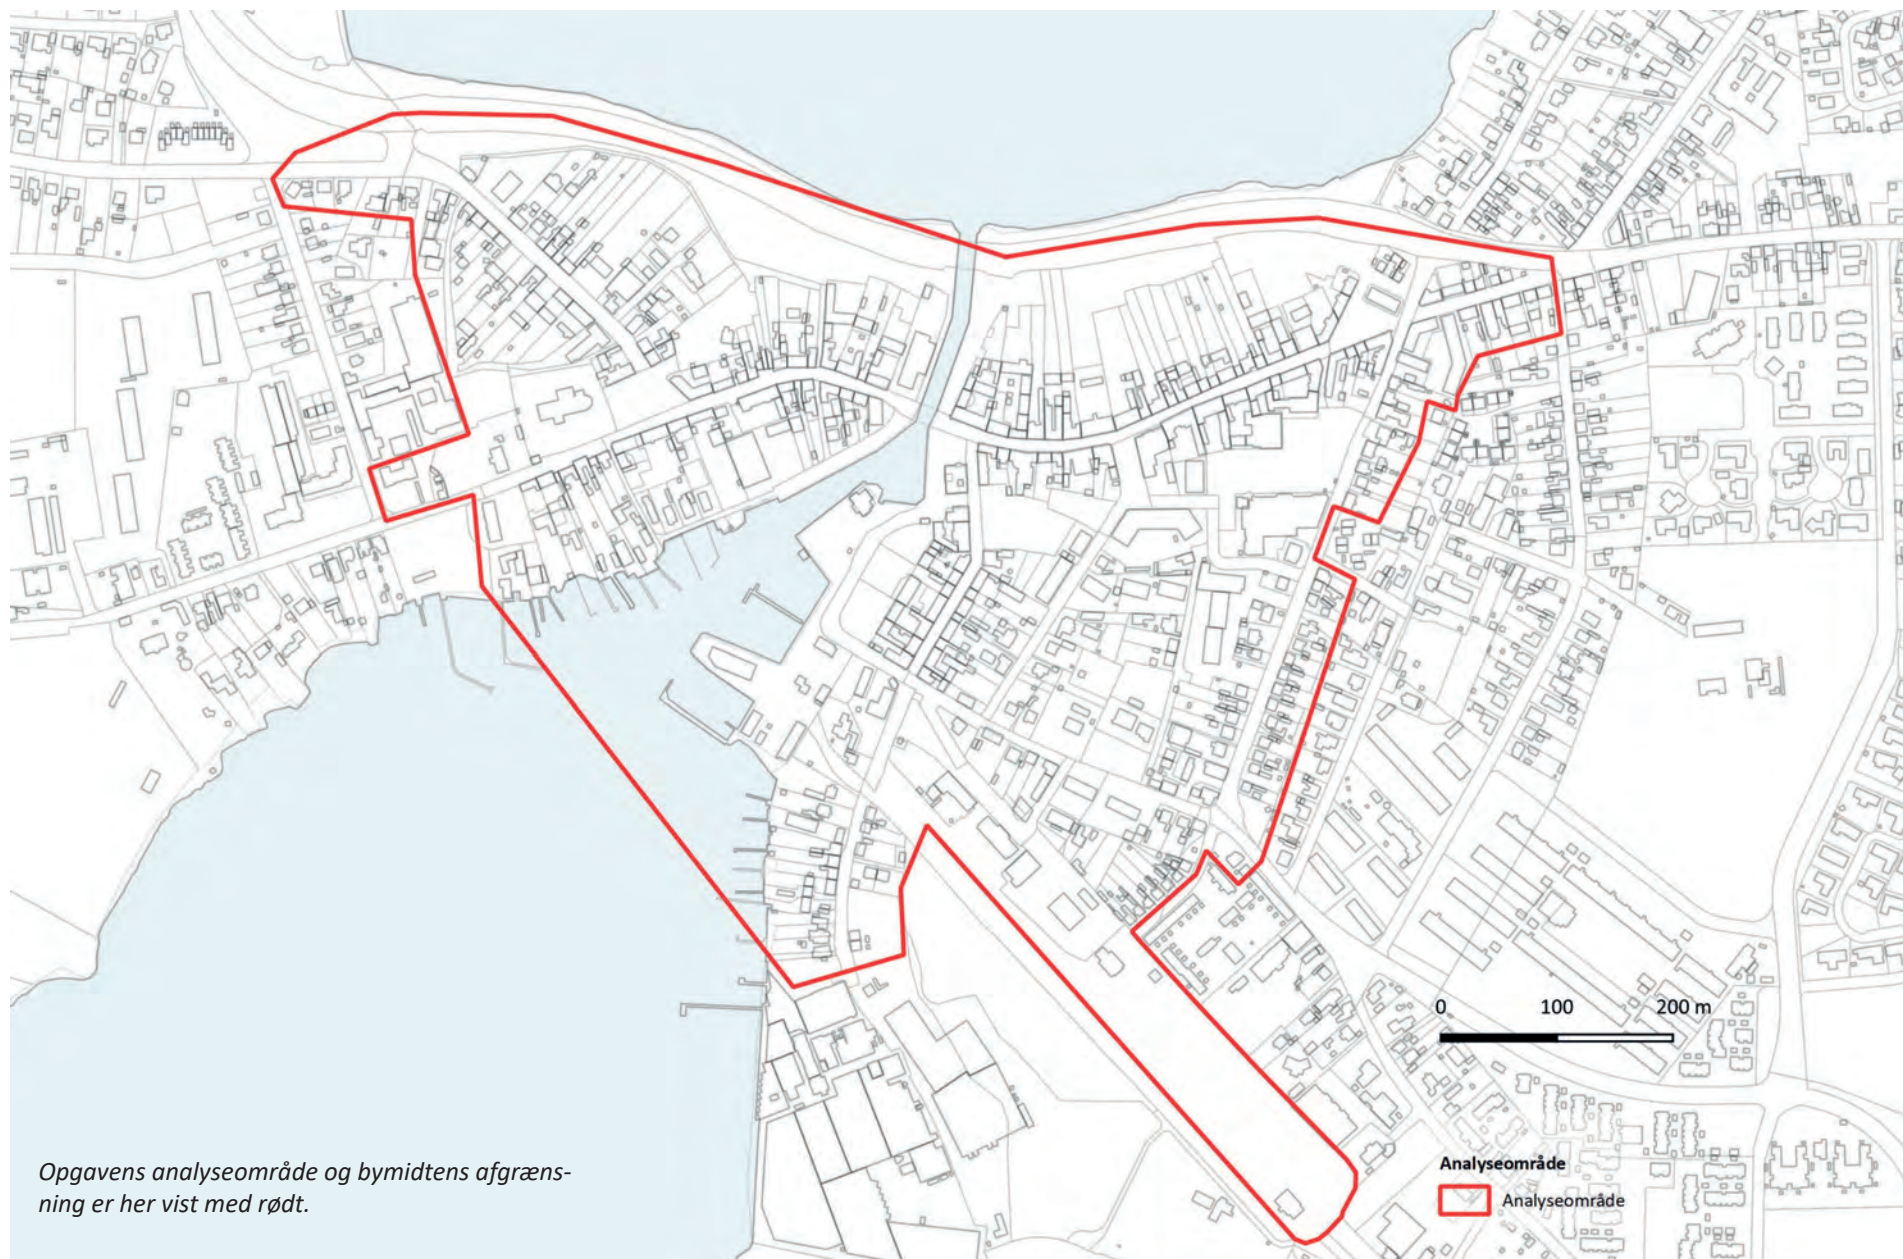 0 100 200 m
Analyseområde
Analyseområde
Opgavens analyseområde og bymidtens afgræns-
ning er her vist med rødt.